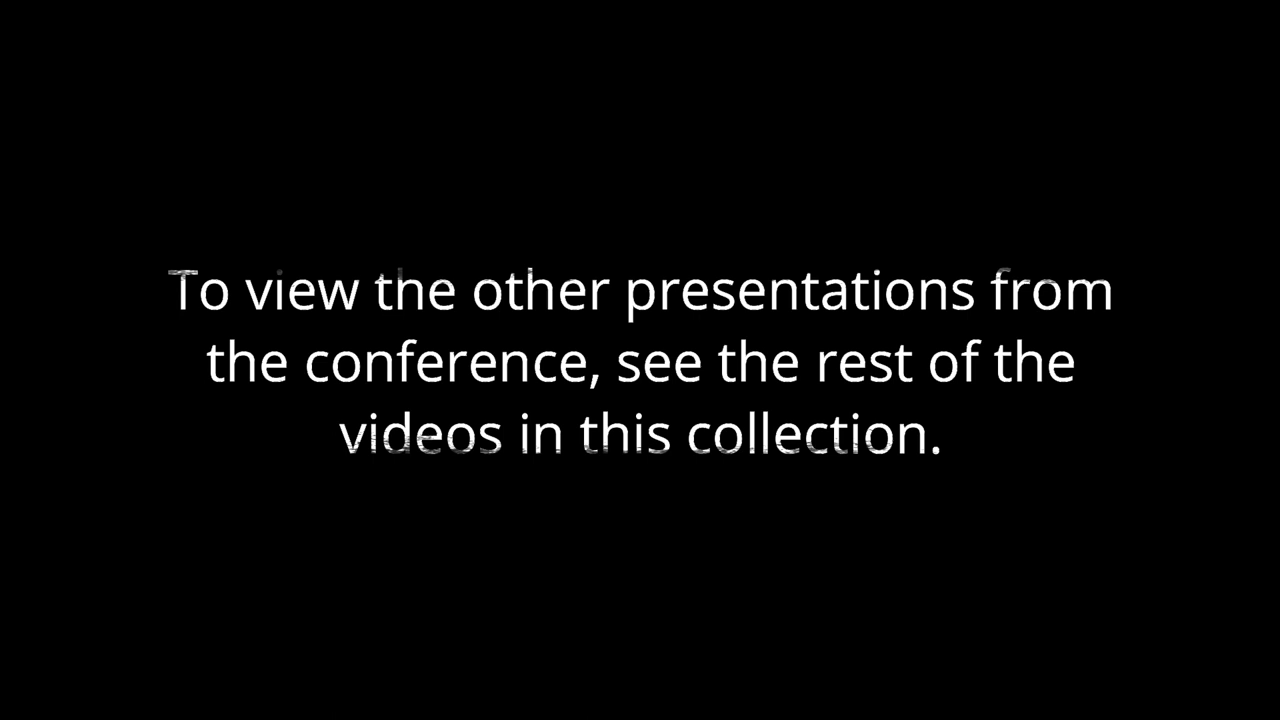 To view the other presentations from
the conference, see the rest of the
videos in this collection.